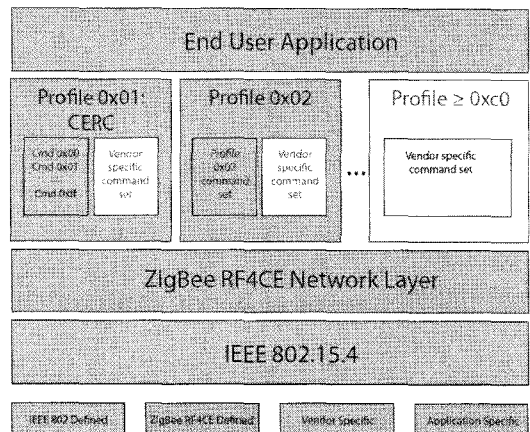 End User Application
Profile 0x01:
CERC
Cmd 0x00
Cmd 0x01
Vendor
specific
command
set
Profile 0x02
Profile
0x02
command
set
Vendor
specific
command
set
...
Profile ≥ 0xc0
Vendor specific
command set
ZigBee RF4CE Network Layer
IEEE 802.15.4
IEEE 802 Defined
ZigBee RF4CE Defined
Vendor Specific
Application Specific